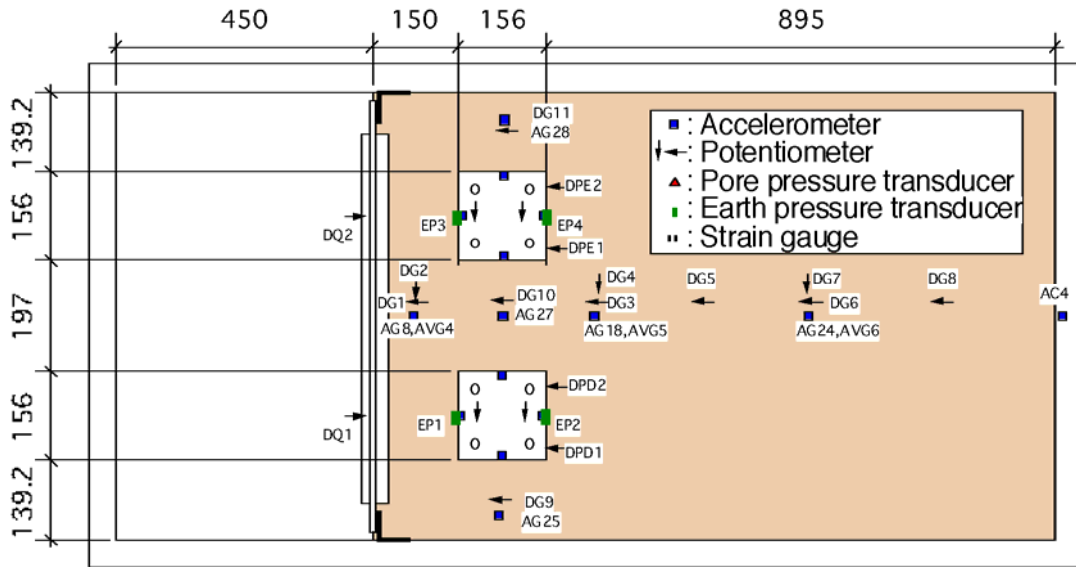 450
150
156
895
139.2
156
197
156
139.2
DG11
AG28
: Accelerometer
: Potentiometer
: Pore pressure transducer
: Earth pressure transducer
: Strain gauge
DPE2
EP3
EP4
DQ2
DPE1
DG2
DG4
DG5
DG7
DG8
DG1
DG10
DG3
DG6
AC4
AG8,AVG4
AG27
AG18,AVG5
AG24,AVG6
DPD2
EP1
EP2
DQ1
DPD1
DG9
AG25